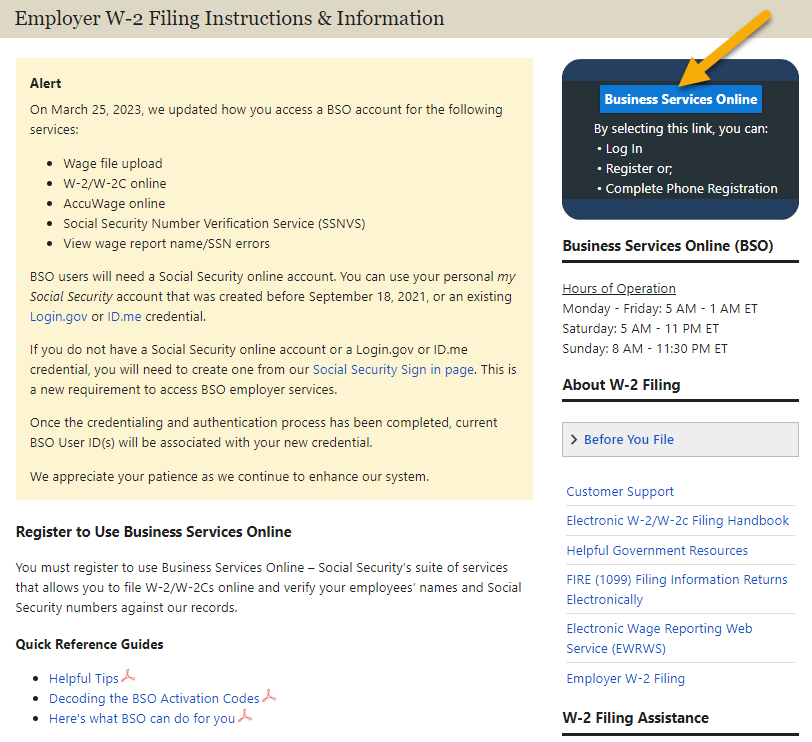 Employer W-2 Filing Instructions & Information
Alert
On March 25, 2023, we updated how you access a BSO account for the following
services:
• Wage file upload
• W-2/W-2C online
• AccuWage online
• Social Security Number Verification Service (SSNVS)
• View wage report name/SSN errors
BSO users will need a Social Security online account. You can use your personal my
Social Security account that was created before September 18, 2021, or an existing
Login.gov or ID.me credential.
If you do not have a Social Security online account or a Login.gov or ID.me
credential, you will need to create one from our Social Security Sign in page. This is
a new requirement to access BSO employer services.
Once the credentialing and authentication process has been completed, current
BSO User ID(s) will be associated with your new credential.
We appreciate your patience as we continue to enhance our system.
Register to Use Business Services Online
You must register to use Business Services Online – Social Security's suite of services
that allows you to file W-2/W-2Cs online and verify your employees' names and Social
Security numbers against our records.
Quick Reference Guides
• Helpful Tips
• Decoding the BSO Activation Codes
• Here's what BSO can do for you
Business Services Online
By selecting this link, you can:
• Log In
• Register or;
• Complete Phone Registration
Business Services Online (BSO)
Hours of Operation
Monday - Friday: 5 AM - 1 AM ET
Saturday: 5 AM - 11 PM ET
Sunday: 8 AM - 11:30 PM ET
About W-2 Filing
Before You File
Customer Support
Electronic W-2/W-2c Filing Handbook
Helpful Government Resources
FIRE (1099) Filing Information Returns
Electronically
Electronic Wage Reporting Web
Service (EWRWS)
Employer W-2 Filing
W-2 Filing Assistance